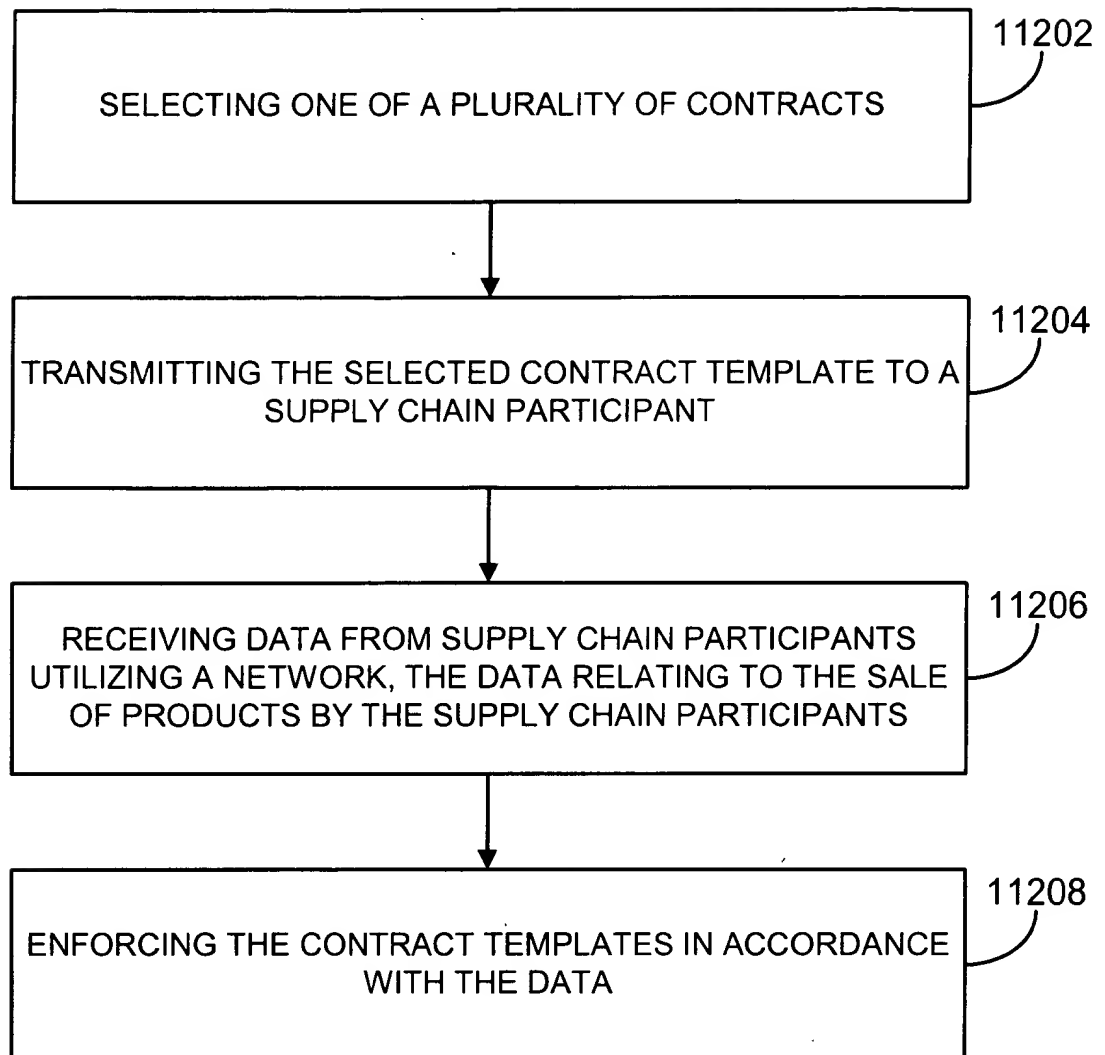 11202
SELECTING ONE OF A PLURALITY OF CONTRACTS
11204
TRANSMITTING THE SELECTED CONTRACT TEMPLATE TO A
SUPPLY CHAIN PARTICIPANT
11206
RECEIVING DATA FROM SUPPLY CHAIN PARTICIPANTS
UTILIZING A NETWORK, THE DATA RELATING TO THE SALE
OF PRODUCTS BY THE SUPPLY CHAIN PARTICIPANTS
11208
ENFORCING THE CONTRACT TEMPLATES IN ACCORDANCE
WITH THE DATA